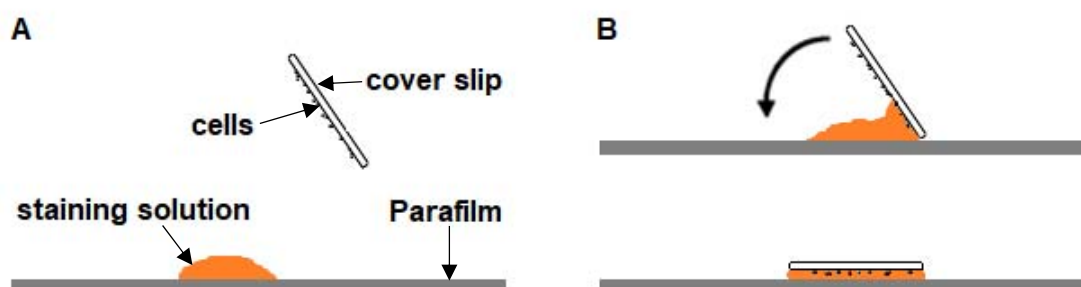 A
cover slip
cells
staining solution
Parafilm
B